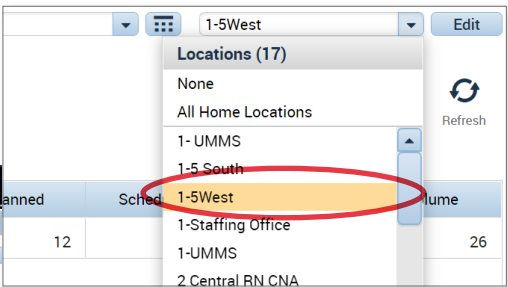 1-5West
Edit
Locations (17)
None
All Home Locations
Refresh
1- UMMS
1-5 South
1-5West
anned
Sched
lume
1-Staffing Office
12
1-UMMS
26
2 Central RN CNA